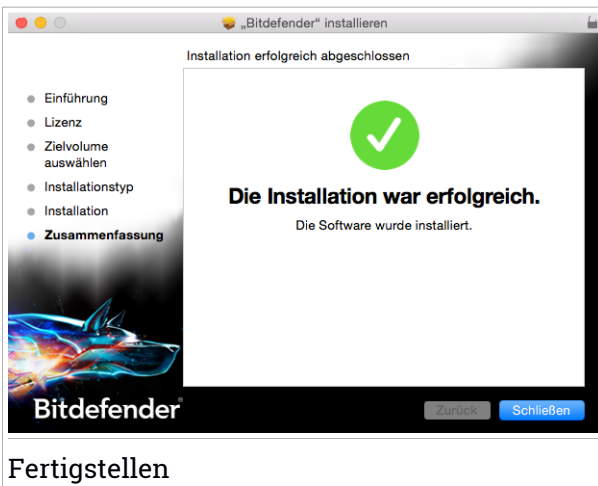 „Bitdefender“ installieren
Installation erfolgreich abgeschlossen
Einführung
Lizenz
Zielvolume
auswählen
Installationstyp
Installation
Zusammenfassung
Die Installation war erfolgreich.
Die Software wurde installiert.
Bitdefender®
Zurück
Schließen
Fertigstellen